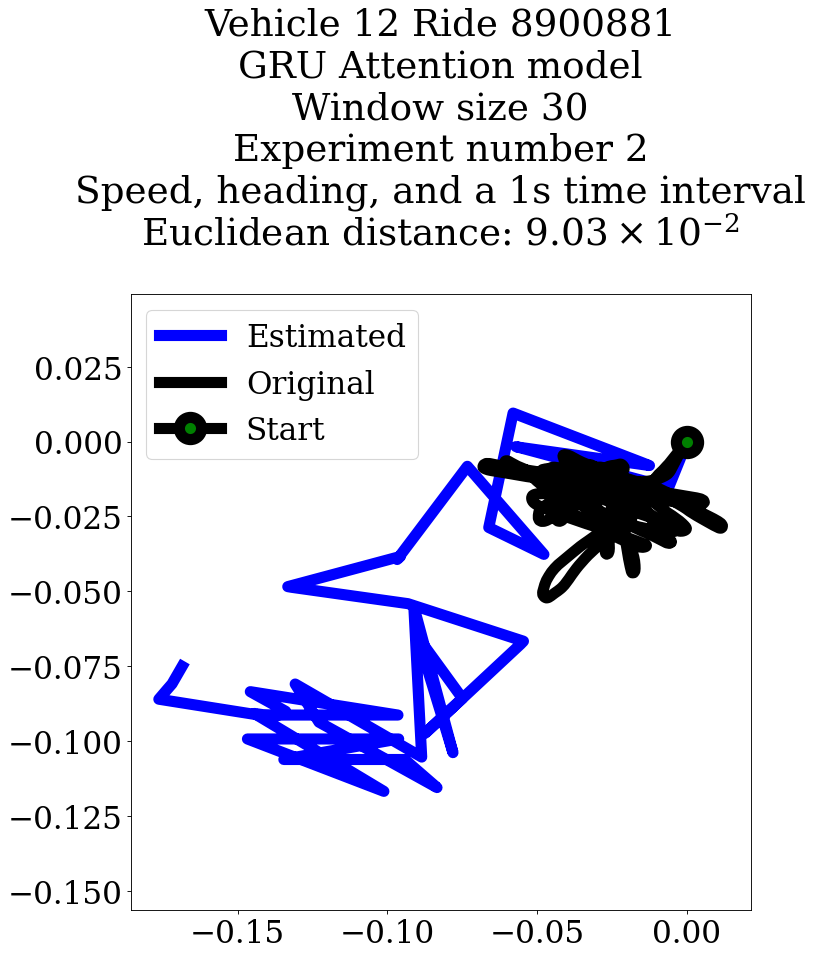 Vehicle 12 Ride 8900881
GRU Attention model
Window size 30
Experiment number 2
Speed, heading, and a 1s time interval
Euclidean distance: 9.03 × 10⁻²
Estimated
Original
Start
0.025
0.000
−0.025
−0.050
−0.075
−0.100
−0.125
−0.150
−0.15
−0.10
−0.05
0.00